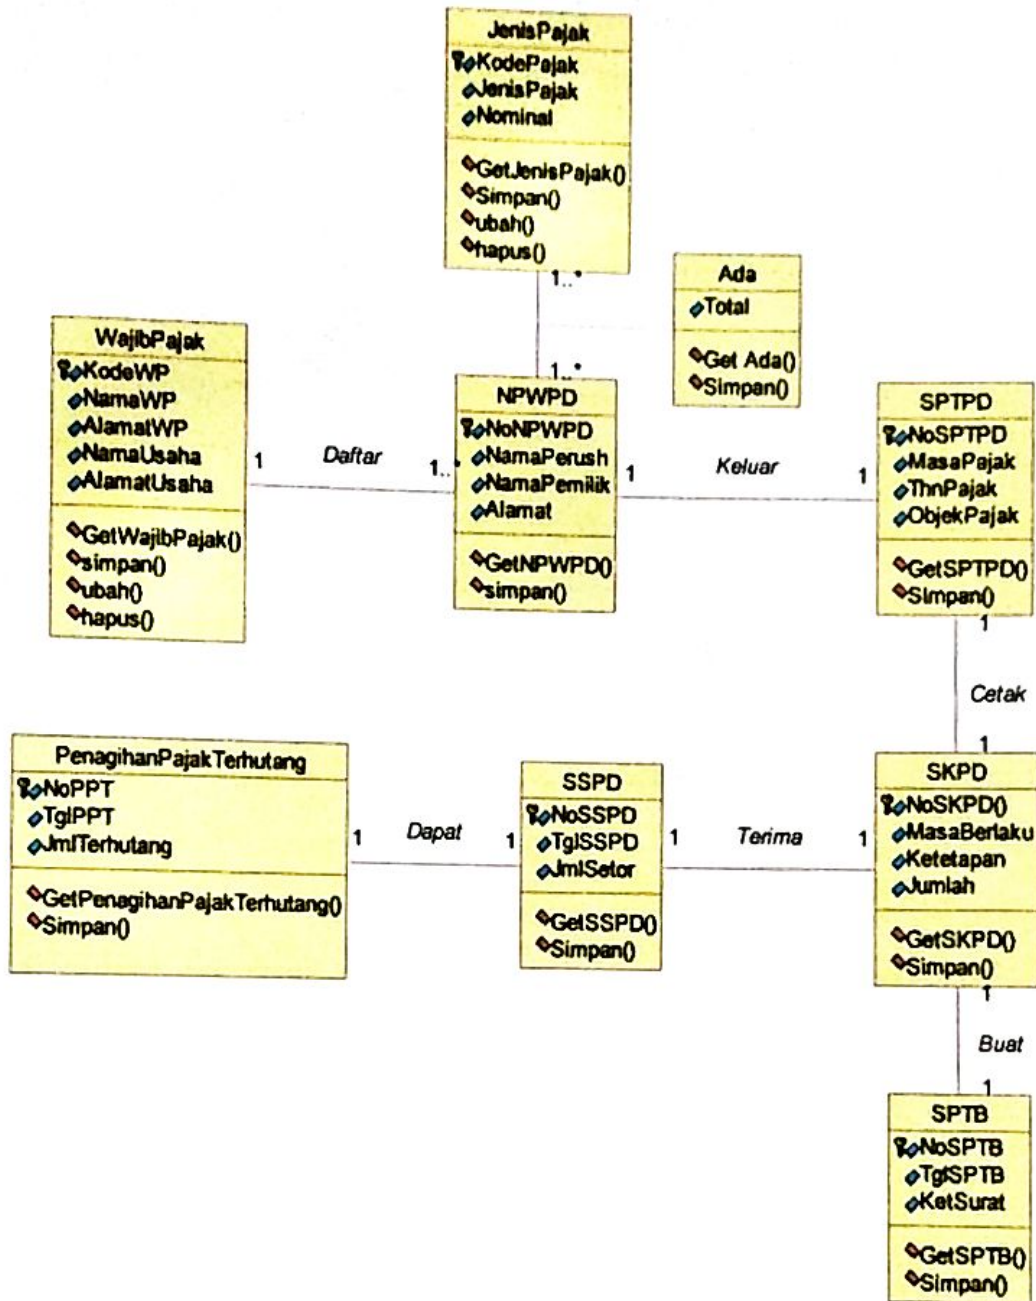 JenisPajak
KodePajak
JenisPajak
Nominal
GetJenisPajak()
Simpan()
ubah()
hapus()
1..*
Ada
Total
Get Ada()
Simpan()
WajibPajak
KodeWP
NamaWP
AlamatWP
NamaUsaha
AlamatUsaha
GetWajibPajak()
simpan()
ubah()
hapus()
1
Daftar
1..*
1..*
NPWPD
NoNPWPD
NamaPerush
NamaPemilik
Alamat
GetNPWPD()
simpan()
1
Keluar
1
SPTPD
NoSPTPD
MasaPajak
ThnPajak
ObjekPajak
GetSPTPD()
Simpan()
1
Cetak
1
PenagihanPajakTerhutang
NoPPT
TglPPT
JmlTerhutang
GetPenagihanPajakTerhutang()
Simpan()
1
Dapat
1
SSPD
NoSSPD
TglSSPD
JmlSetor
GetSSPD()
Simpan()
1
Terima
1
SKPD
NoSKPD()
MasaBerlaku
Ketetapan
Jumlah
GetSKPD()
Simpan()
1
Buat
1
SPTB
NoSPTB
TglSPTB
KetSurat
GetSPTB()
Simpan()